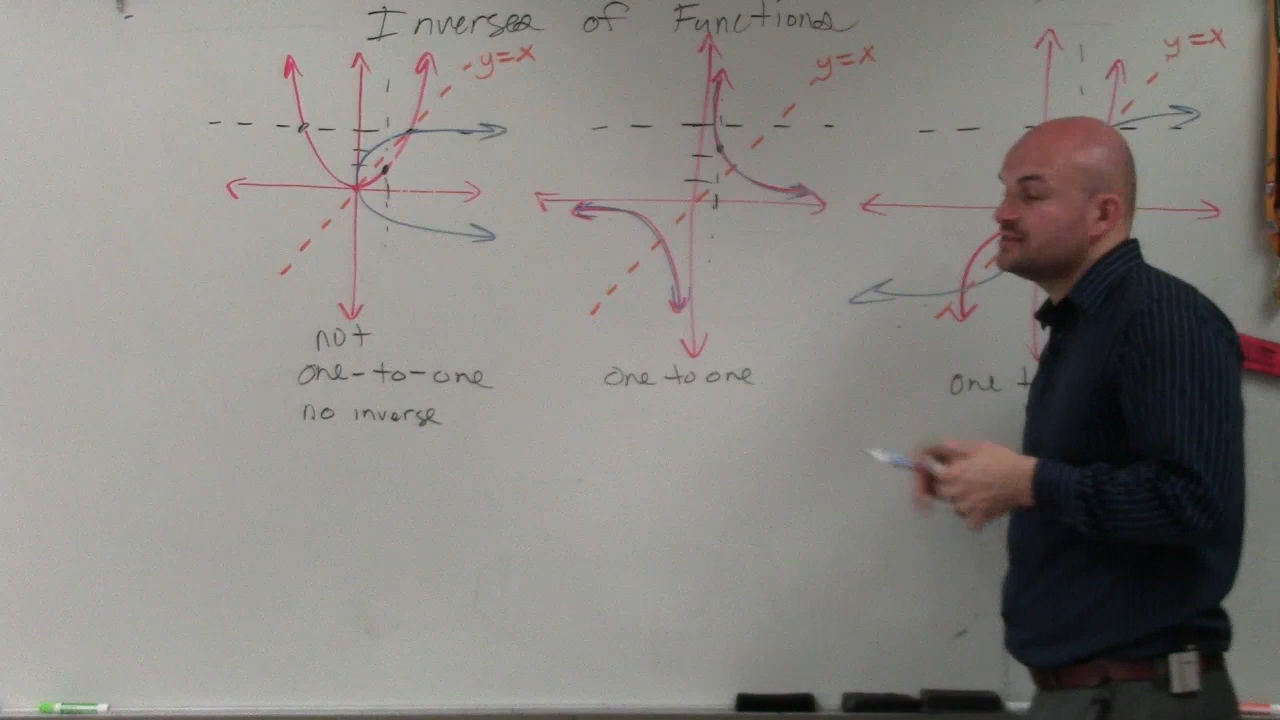 Inverses of Functions
y=x
y=x
y=x
not
one-to-one
no inverse
one to one
one t